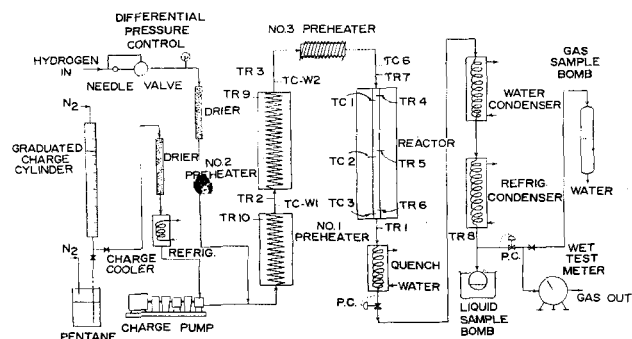 DIFFERENTIAL
PRESSURE
CONTROL
HYDROGEN
IN
NEEDLE VALVE
N2
GRADUATED
CHARGE
CYLINDER
DRIER
DRIER
NO.2
PREHEATER
REFRIG.
CHARGE
COOLER
N2
PENTANE
CHARGE PUMP
NO.3 PREHEATER
TR 3
TC-W2
TR 9
TR 2
TC-W1
TR 10
NO.1
PREHEATER
TC 6
TR 7
TC 1
TR 4
REACTOR
TC 2
TR 5
TC 3
TR 6
TR 1
QUENCH
WATER
P.C.
WATER
CONDENSER
REFRIG.
CONDENSER
TR 8
P.C.
LIQUID
SAMPLE
BOMB
GAS
SAMPLE
BOMB
WATER
WET
TEST
METER
GAS OUT